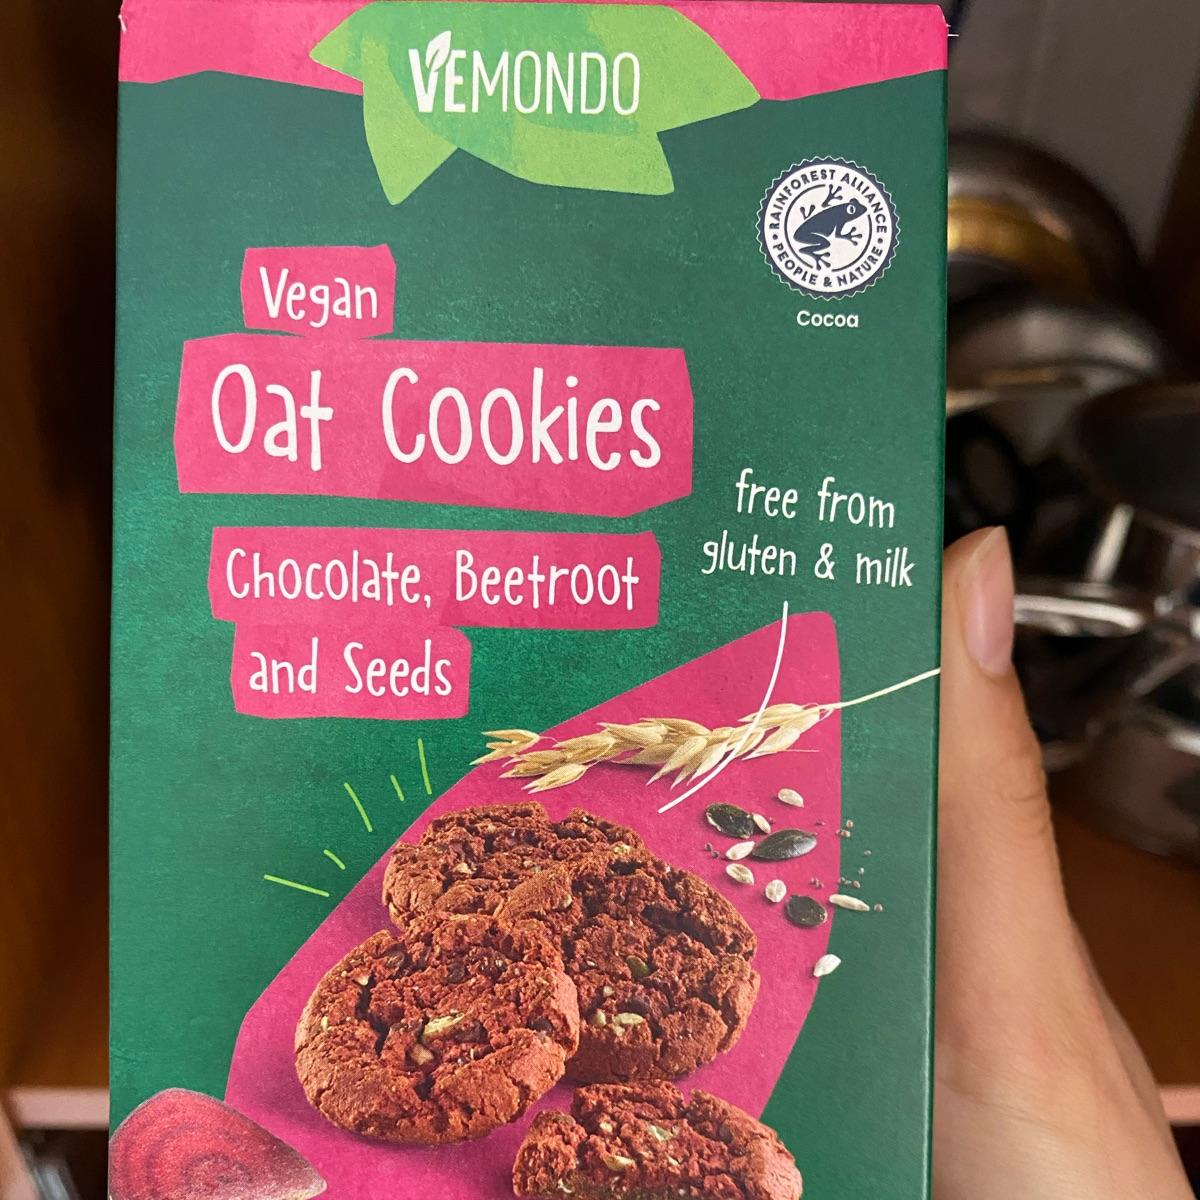 VEMONDO
RAINFOREST ALLIANCE
PEOPLE & NATURE
Cocoa
Vegan
Oat Cookies
free from
gluten & milk
Chocolate, Beetroot
and Seeds